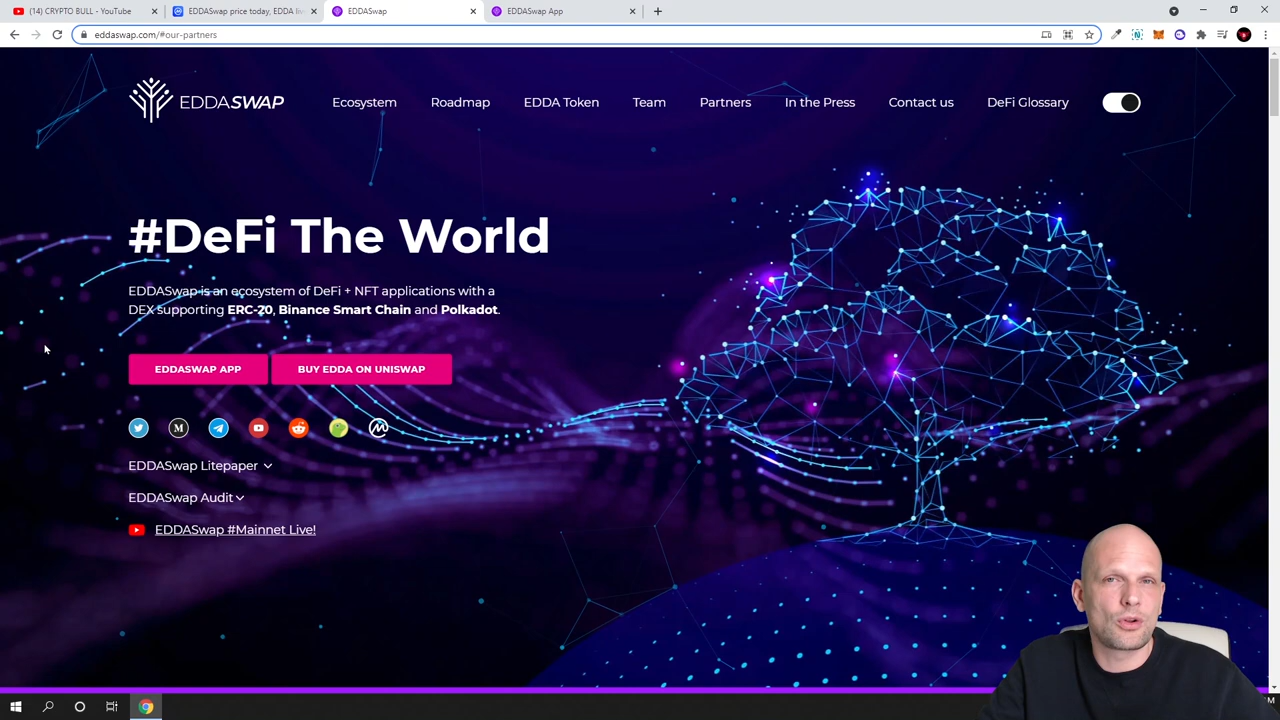 (14) CRYPTO BULL - YouTube
EDDASwap price today, EDDA liv
EDDASwap
EDDASwap App
eddaswap.com/#our-partners
EDDASWAP
Ecosystem
Roadmap
EDDA Token
Team
Partners
In the Press
Contact us
DeFi Glossary
#DeFi The World
EDDASwap is an ecosystem of DeFi + NFT applications with a
DEX supporting ERC-20, Binance Smart Chain and Polkadot.
EDDASWAP APP
BUY EDDA ON UNISWAP
EDDASwap Litepaper
EDDASwap Audit
EDDASwap #Mainnet Live!